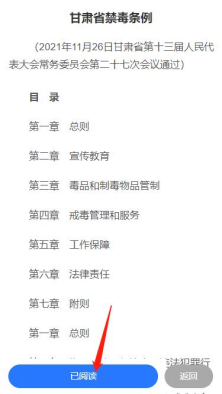 甘肃省禁毒条例
（2021年11月26日甘肃省第十三届人民代
表大会常务委员会第二十七次会议通过）
目 录
第一章 总则
第二章 宣传教育
第三章 毒品和制毒物品管制
第四章 戒毒管理和服务
第五章 工作保障
第六章 法律责任
第七章 附则
第一章 总则
法犯罪行
已阅读
返回